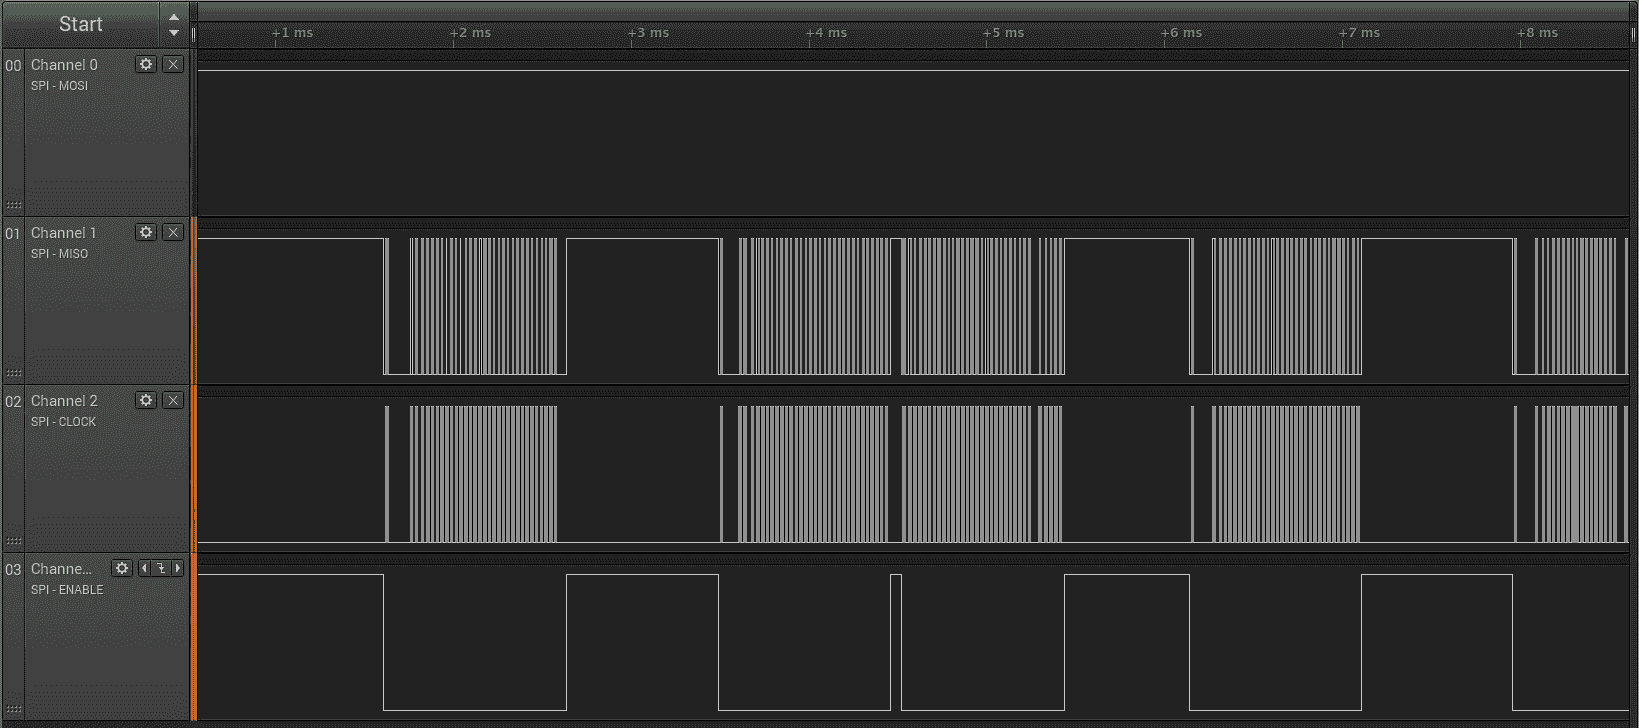 Start
+1 ms +2 ms +3 ms +4 ms +5 ms +6 ms +7 ms +8 ms
00 Channel 0
SPI - MOSI
01 Channel 1
SPI - MISO
02 Channel 2
SPI - CLOCK
03 Channe...
SPI - ENABLE